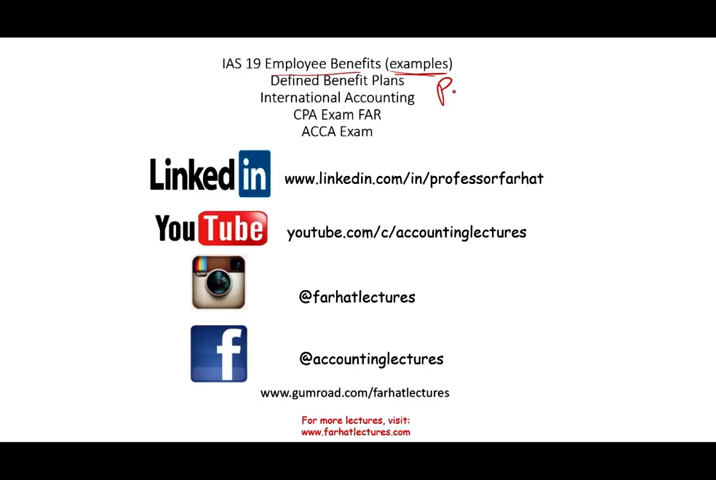 IAS 19 Employee Benefits (examples)
Defined Benefit Plans
International Accounting
P.
CPA Exam FAR
ACCA Exam
Linked in
www.linkedin.com/in/professorfarhat
YouTube
youtube.com/c/accountinglectures
@farhatlectures
f
@accountinglectures
www.gumroad.com/farhatlectures
For more lectures, visit:
www.farhatlectures.com